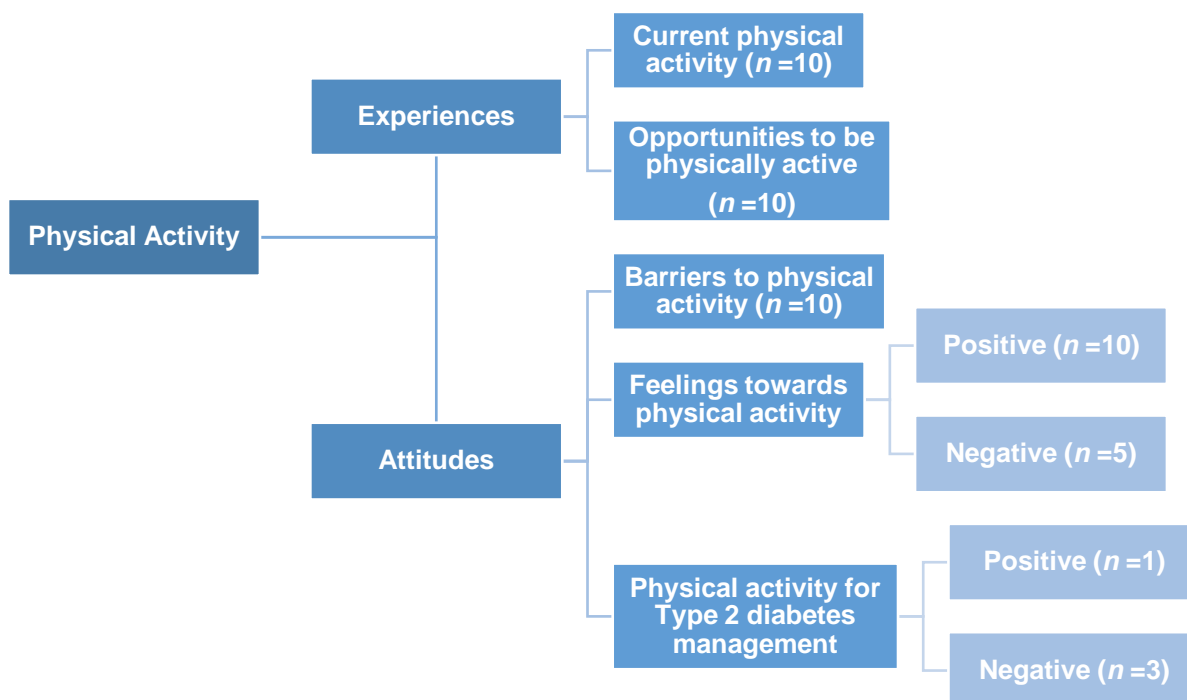 Current physical
activity (n =10)
Experiences
Opportunities to be
physically active
(n =10)
Physical Activity
Barriers to physical
activity (n =10)
Positive (n =10)
Feelings towards
physical activity
Attitudes
Negative (n =5)
Positive (n =1)
Physical activity for
Type 2 diabetes
management
Negative (n =3)